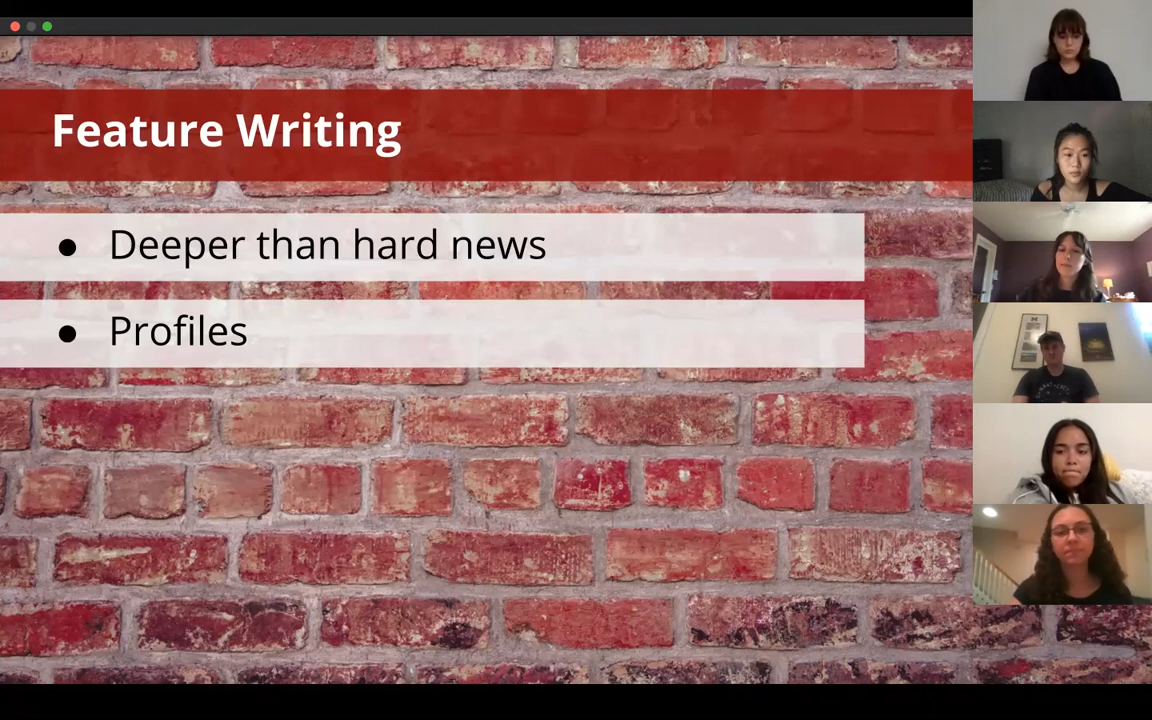 Feature Writing
● Deeper than hard news
● Profiles